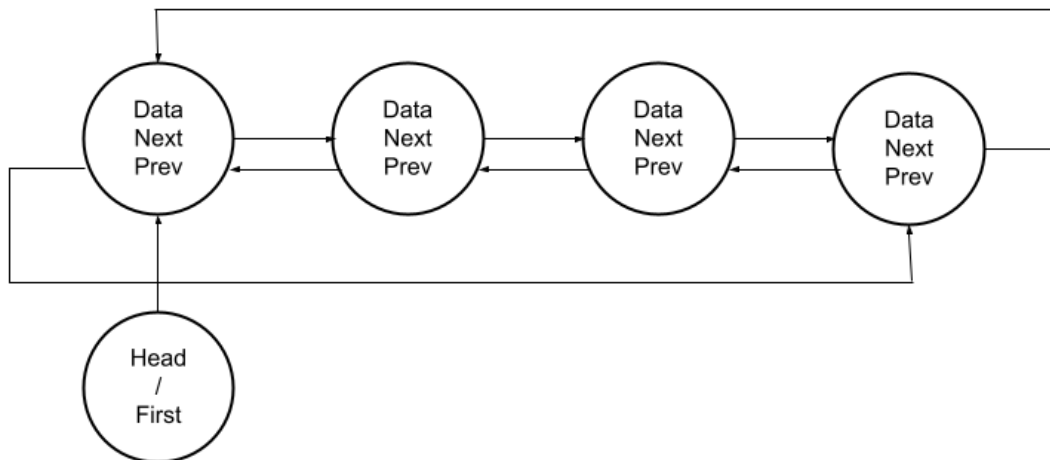 Data
Next
Prev
Data
Next
Prev
Data
Next
Prev
Data
Next
Prev
Head
/
First